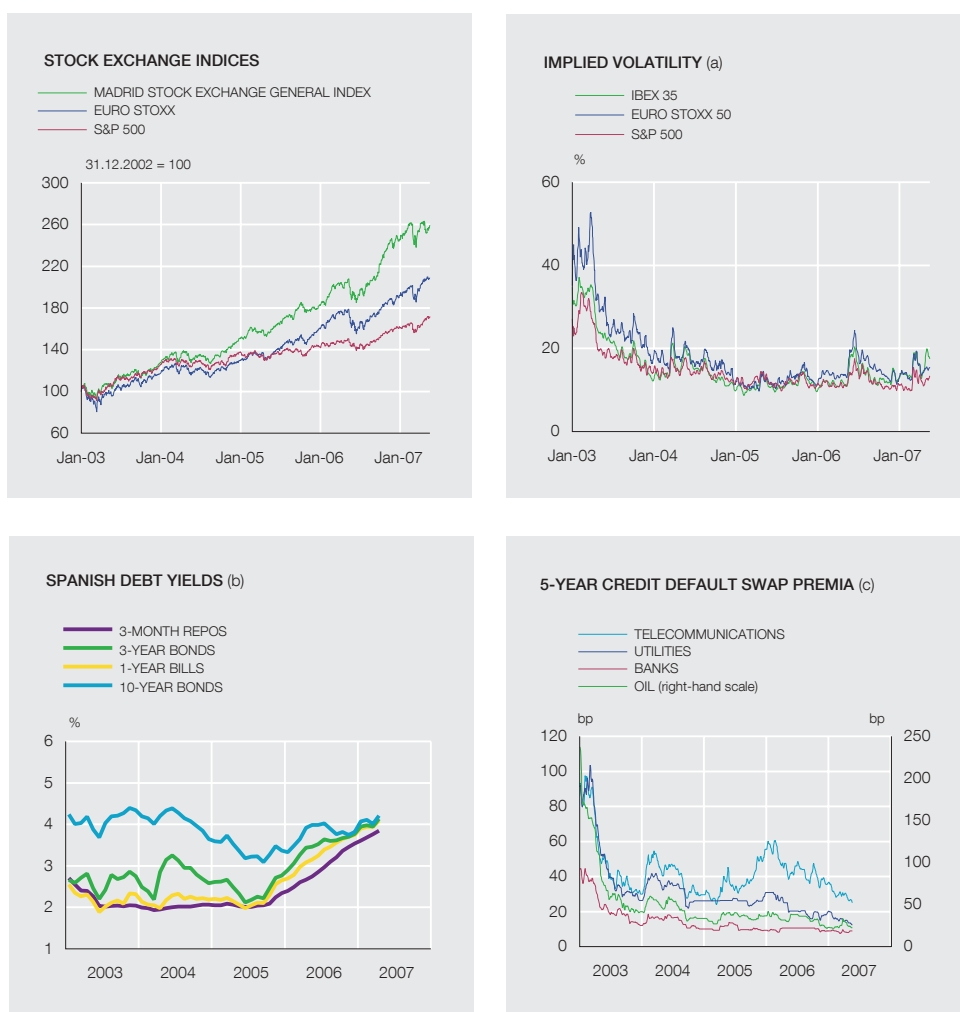 STOCK EXCHANGE INDICES
MADRID STOCK EXCHANGE GENERAL INDEX
EURO STOXX
S&P 500
31.12.2002 = 100
300
260
220
180
140
100
60
Jan-03 Jan-04 Jan-05 Jan-06 Jan-07
IMPLIED VOLATILITY (a)
IBEX 35
EURO STOXX 50
S&P 500
%
60
40
20
0
Jan-03 Jan-04 Jan-05 Jan-06 Jan-07
SPANISH DEBT YIELDS (b)
3-MONTH REPOS
3-YEAR BONDS
1-YEAR BILLS
10-YEAR BONDS
%
6
5
4
3
2
1
2003 2004 2005 2006 2007
5-YEAR CREDIT DEFAULT SWAP PREMIA (c)
TELECOMMUNICATIONS
UTILITIES
BANKS
OIL (right-hand scale)
bp bp
120 250
100 200
80
60 150
40 100
20 50
0 0
2003 2004 2005 2006 2007